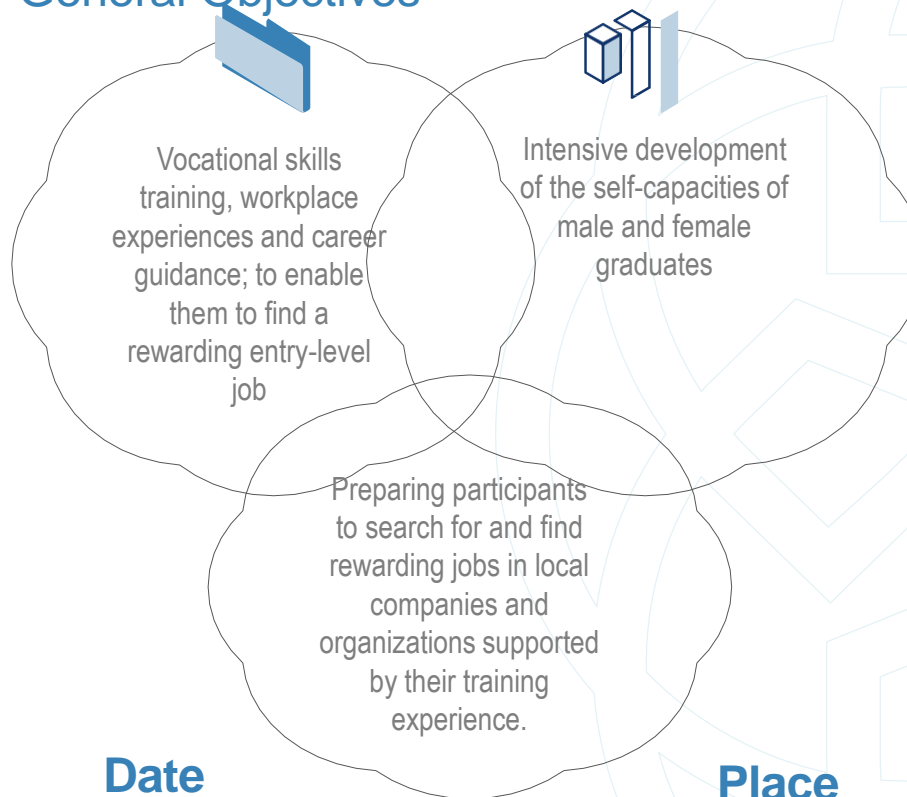 General Objectives
Vocational skills
training, workplace
experiences and career
guidance; to enable
them to find a
rewarding entry-level
job
Intensive development
of the self-capacities of
male and female
graduates
Preparing participants
to search for and find
rewarding jobs in local
companies and
organizations supported
by their training
experience.
Date
Place